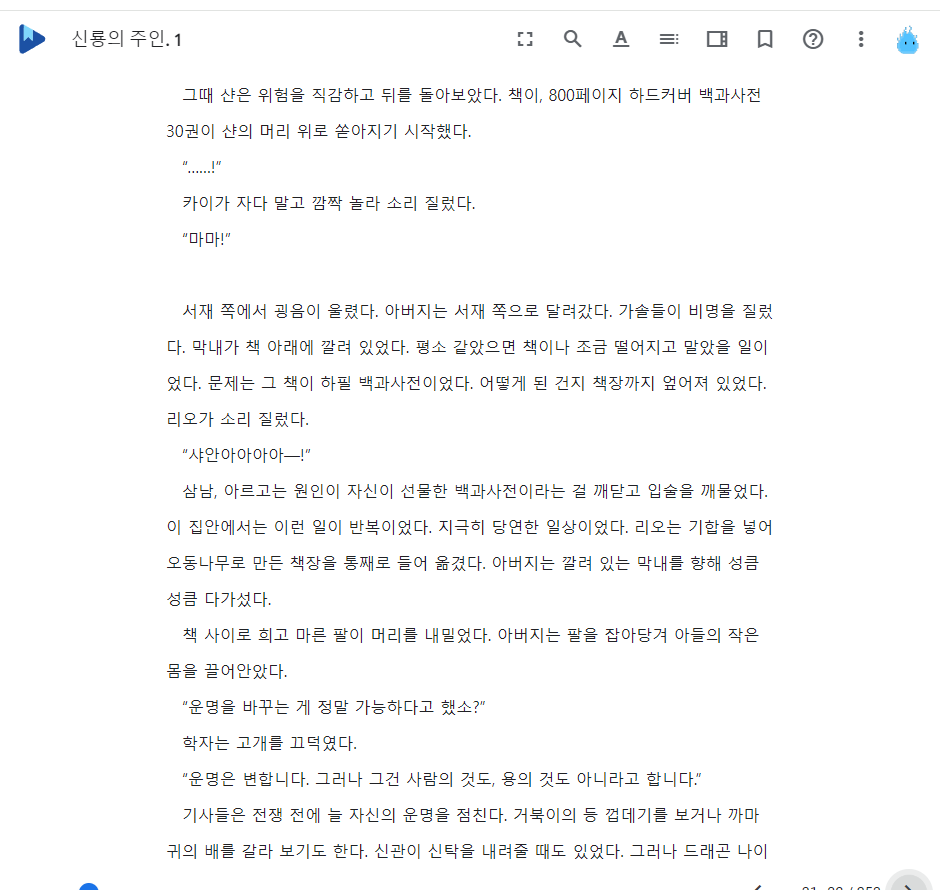 신룡의 주인. 1
그때 샨은 위험을 직감하고 뒤를 돌아보았다. 책이, 800페이지 하드커버 백과사전
30권이 샨의 머리 위로 쏟아지기 시작했다.
“……!”
카이가 자다 말고 깜짝 놀라 소리 질렀다.
“마마!”
서재 쪽에서 굉음이 울렸다. 아버지는 서재 쪽으로 달려갔다. 가솔들이 비명을 질렀
다. 막내가 책 아래에 깔려 있었다. 평소 같았으면 책이나 조금 떨어지고 말았을 일이
었다. 문제는 그 책이 하필 백과사전이었다. 어떻게 된 건지 책장까지 엎어져 있었다.
리오가 소리 질렀다.
“샤안아아아아―!”
삼남, 아르고는 원인이 자신이 선물한 백과사전이라는 걸 깨닫고 입술을 깨물었다.
이 집안에서는 이런 일이 반복이었다. 지극히 당연한 일상이었다. 리오는 기합을 넣어
오동나무로 만든 책장을 통째로 들어 옮겼다. 아버지는 깔려 있는 막내를 향해 성큼
성큼 다가섰다.
책 사이로 희고 마른 팔이 머리를 내밀었다. 아버지는 팔을 잡아당겨 아들의 작은
몸을 끌어안았다.
“운명을 바꾸는 게 정말 가능하다고 했소?”
학자는 고개를 끄덕였다.
“운명은 변합니다. 그러나 그건 사람의 것도, 용의 것도 아니라고 합니다.”
기사들은 전쟁 전에 늘 자신의 운명을 점친다. 거북이의 등 껍데기를 보거나 까마
귀의 배를 갈라 보기도 한다. 신관이 신탁을 내려줄 때도 있었다. 그러나 드래곤 나이